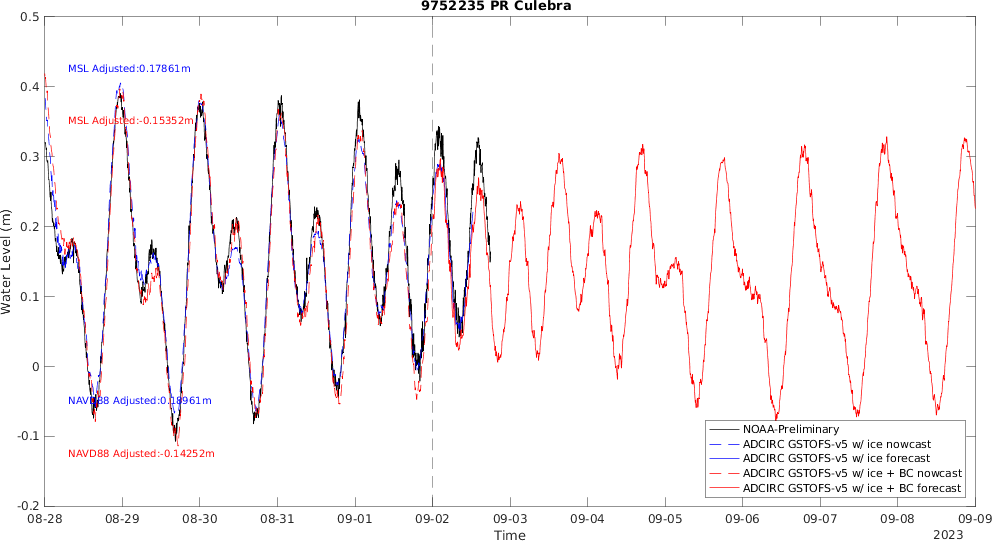 9752235 PR Culebra
0.5
0.4
0.3
0.2
0.1
0
-0.1
-0.2
Water Level (m)
MSL Adjusted:0.17861m
MSL Adjusted:-0.15352m
NAVD88 Adjusted:0.18961m
NAVD88 Adjusted:-0.14252m
NOAA-Preliminary
ADCIRC GSTOFS-v5 w/ ice nowcast
ADCIRC GSTOFS-v5 w/ ice forecast
ADCIRC GSTOFS-v5 w/ ice + BC nowcast
ADCIRC GSTOFS-v5 w/ ice + BC forecast
08-28 08-29 08-30 08-31 09-01 09-02 09-03 09-04 09-05 09-06 09-07 09-08 09-09
Time
2023